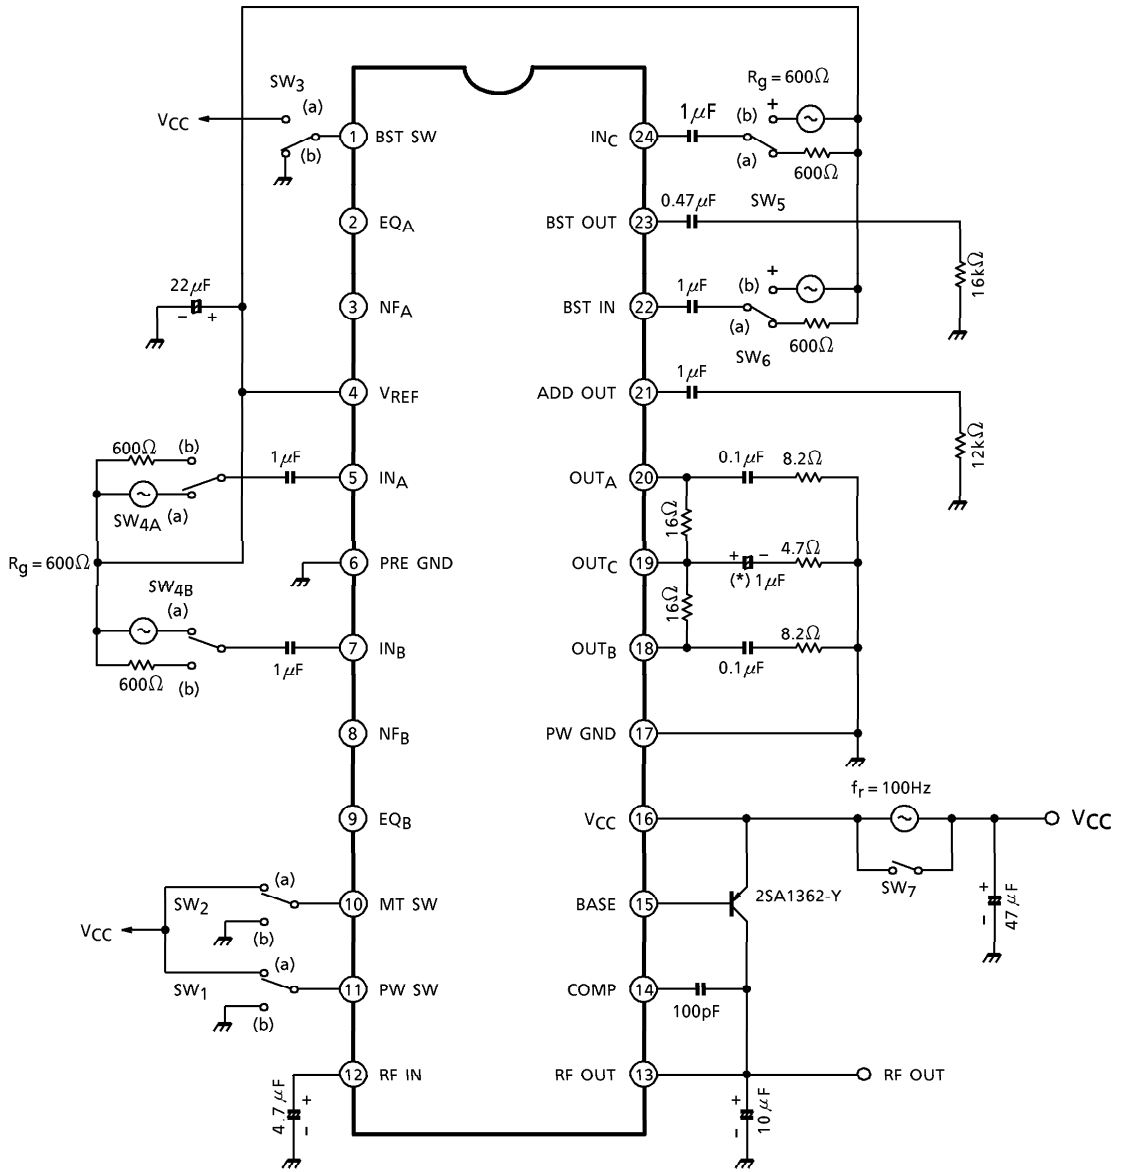 SW3
(a)
VCC
(b)
1 BST SW
2 EQA
22μF
− +
3 NFA
4 VREF
600Ω (b)
1μF
5 INA
SW4A (a)
Rg = 600Ω
6 PRE GND
SW4B
(a)
7 INB
600Ω (b)
1μF
8 NFB
9 EQB
(a)
SW2
10 MT SW
(b)
VCC
(a)
SW1
11 PW SW
(b)
12 RF IN
4.7μF
+
−
Rg = 600Ω
1μF (b) +
INC 24
(a)
600Ω
SW5
0.47μF
BST OUT 23
16kΩ
1μF (b) +
BST IN 22
(a)
600Ω
SW6
1μF
ADD OUT 21
12kΩ
0.1μF 8.2Ω
OUTA 20
16Ω
+ − 4.7Ω
OUTC 19
(*) 1μF
16Ω
8.2Ω
OUTB 18
0.1μF
PW GND 17
fr = 100Hz
VCC 16
VCC
SW7
+
−
47μF
BASE 15
2SA1362-Y
COMP 14
100pF
RF OUT 13
RF OUT
+
−
10μF